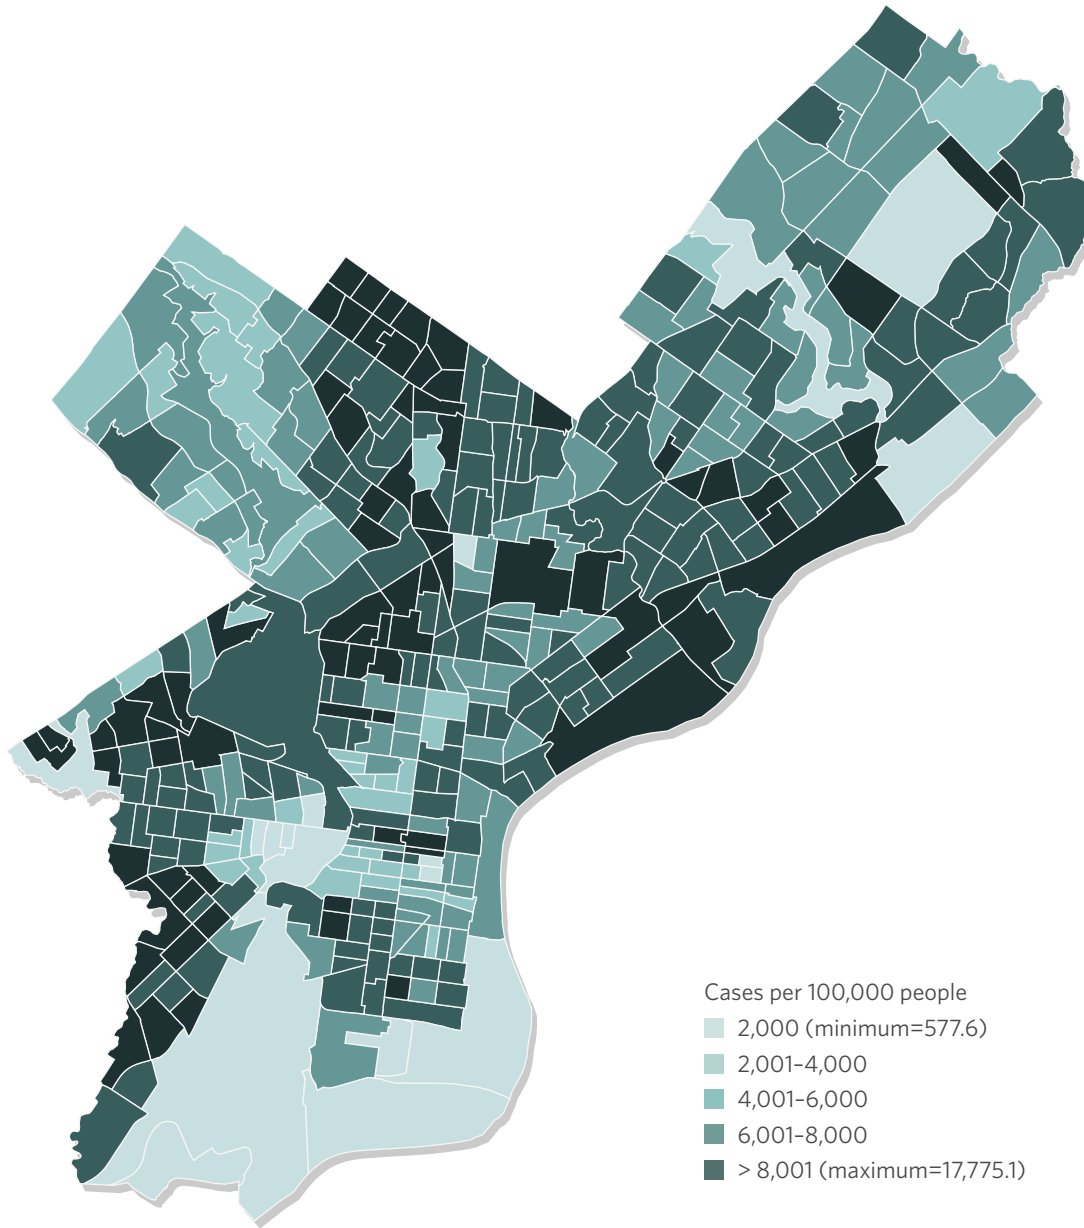 Cases per 100,000 people
2,000 (minimum=577.6)
2,001–4,000
4,001–6,000
6,001–8,000
> 8,001 (maximum=17,775.1)